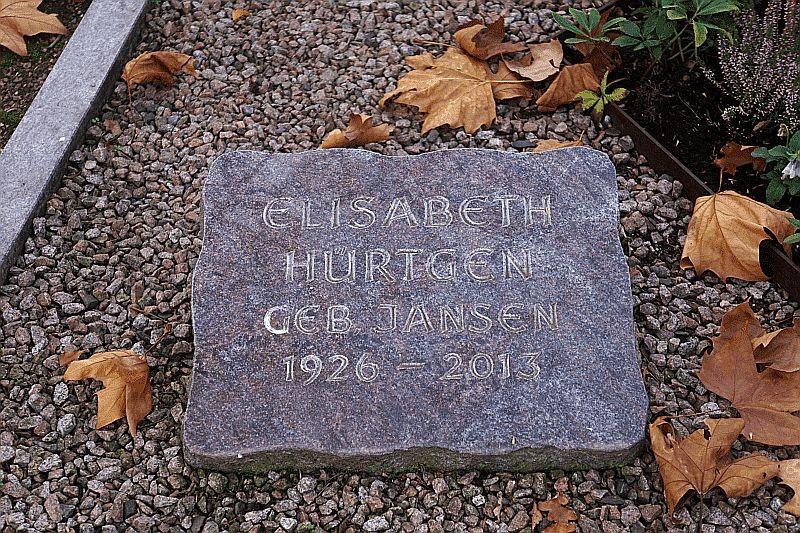 ELISABETH
HÜRTGEN
GEB. JANSEN
1926 – 2013